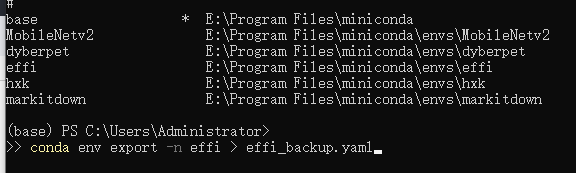 #
base                  *  E:\Program Files\miniconda
MobileNetv2              E:\Program Files\miniconda\envs\MobileNetv2
dyberpet                 E:\Program Files\miniconda\envs\dyberpet
effi                     E:\Program Files\miniconda\envs\effi
hxk                      E:\Program Files\miniconda\envs\hxk
markitdown               E:\Program Files\miniconda\envs\markitdown
(base) PS C:\Users\Administrator>
>> conda env export -n effi > effi_backup.yaml